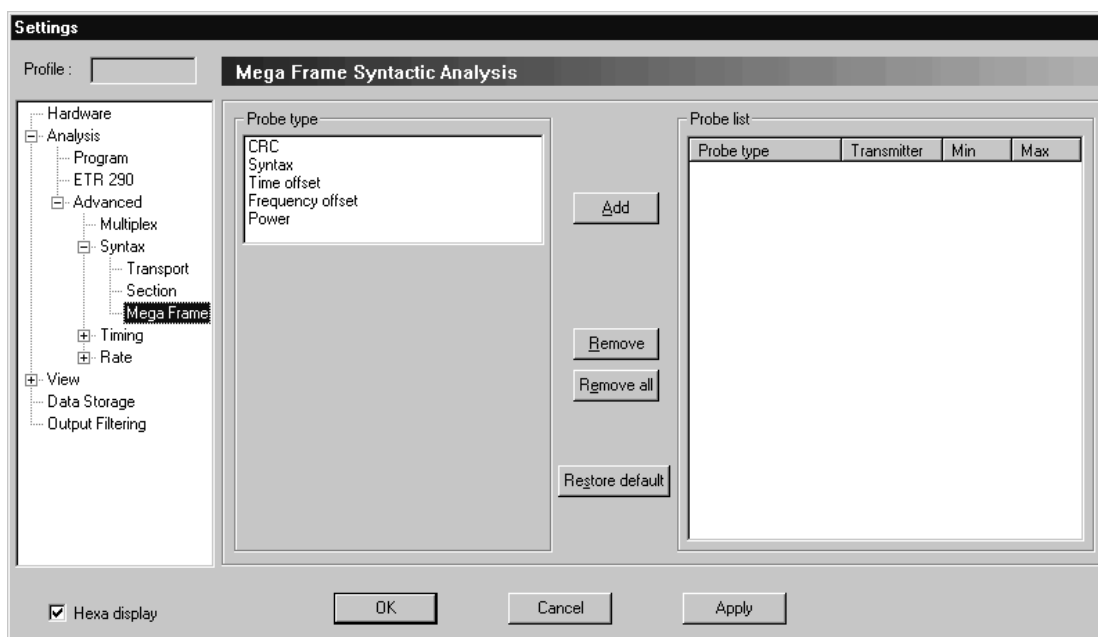 Settings
Profile :
Mega Frame Syntactic Analysis
Hardware
Analysis
Program
ETR 290
Advanced
Multiplex
Syntax
Transport
Section
Mega Frame
Timing
Rate
View
Data Storage
Output Filtering
Probe type
CRC
Syntax
Time offset
Frequency offset
Power
Add
Remove
Remove all
Restore default
Probe list
Probe type Transmitter Min Max
Hexa display
OK
Cancel
Apply